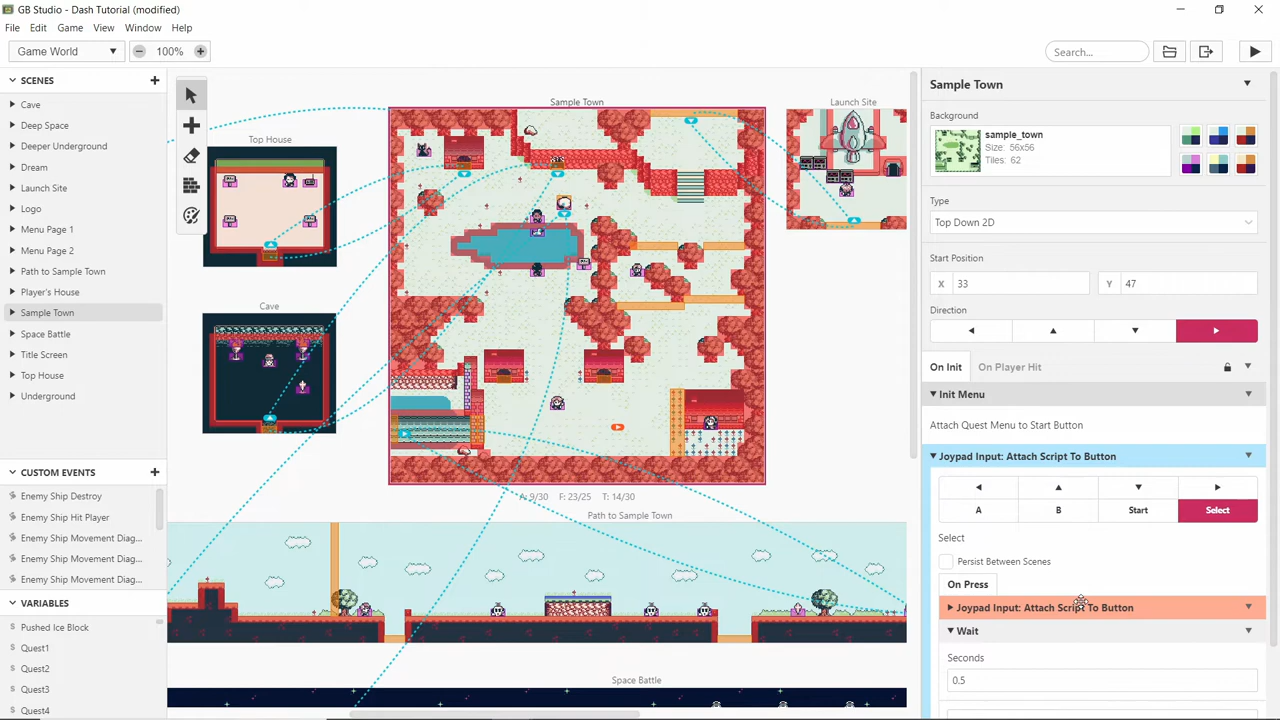 GB Studio - Dash Tutorial (modified)
File Edit Game View Window Help
Game World
100%
Search...
SCENES
Cave
Deep Space
Deeper Underground
Dream
Launch Site
Logo
Menu Page 1
Menu Page 2
Path to Sample Town
Player's House
Sample Town
Space Battle
Title Screen
Top House
Underground
CUSTOM EVENTS
Enemy Ship Destroy
Enemy Ship Hit Player
Enemy Ship Movement Diag...
Enemy Ship Movement Diag...
Enemy Ship Movement Diag...
VARIABLES
Pushed Ice Block
Quest1
Quest2
Quest3
Quest4
Top House
Cave
Sample Town
Launch Site
A: 9/30 F: 23/25 T: 14/30
Path to Sample Town
Space Battle
Sample Town
Background
sample_town
Size: 56x56
Tiles: 62
Type
Top Down 2D
Start Position
X 33 Y 47
Direction
On Init On Player Hit
Init Menu
Attach Quest Menu to Start Button
Joypad Input: Attach Script To Button
A B Start Select
Select
Persist Between Scenes
On Press
Joypad Input: Attach Script To Button
Wait
Seconds
0.5